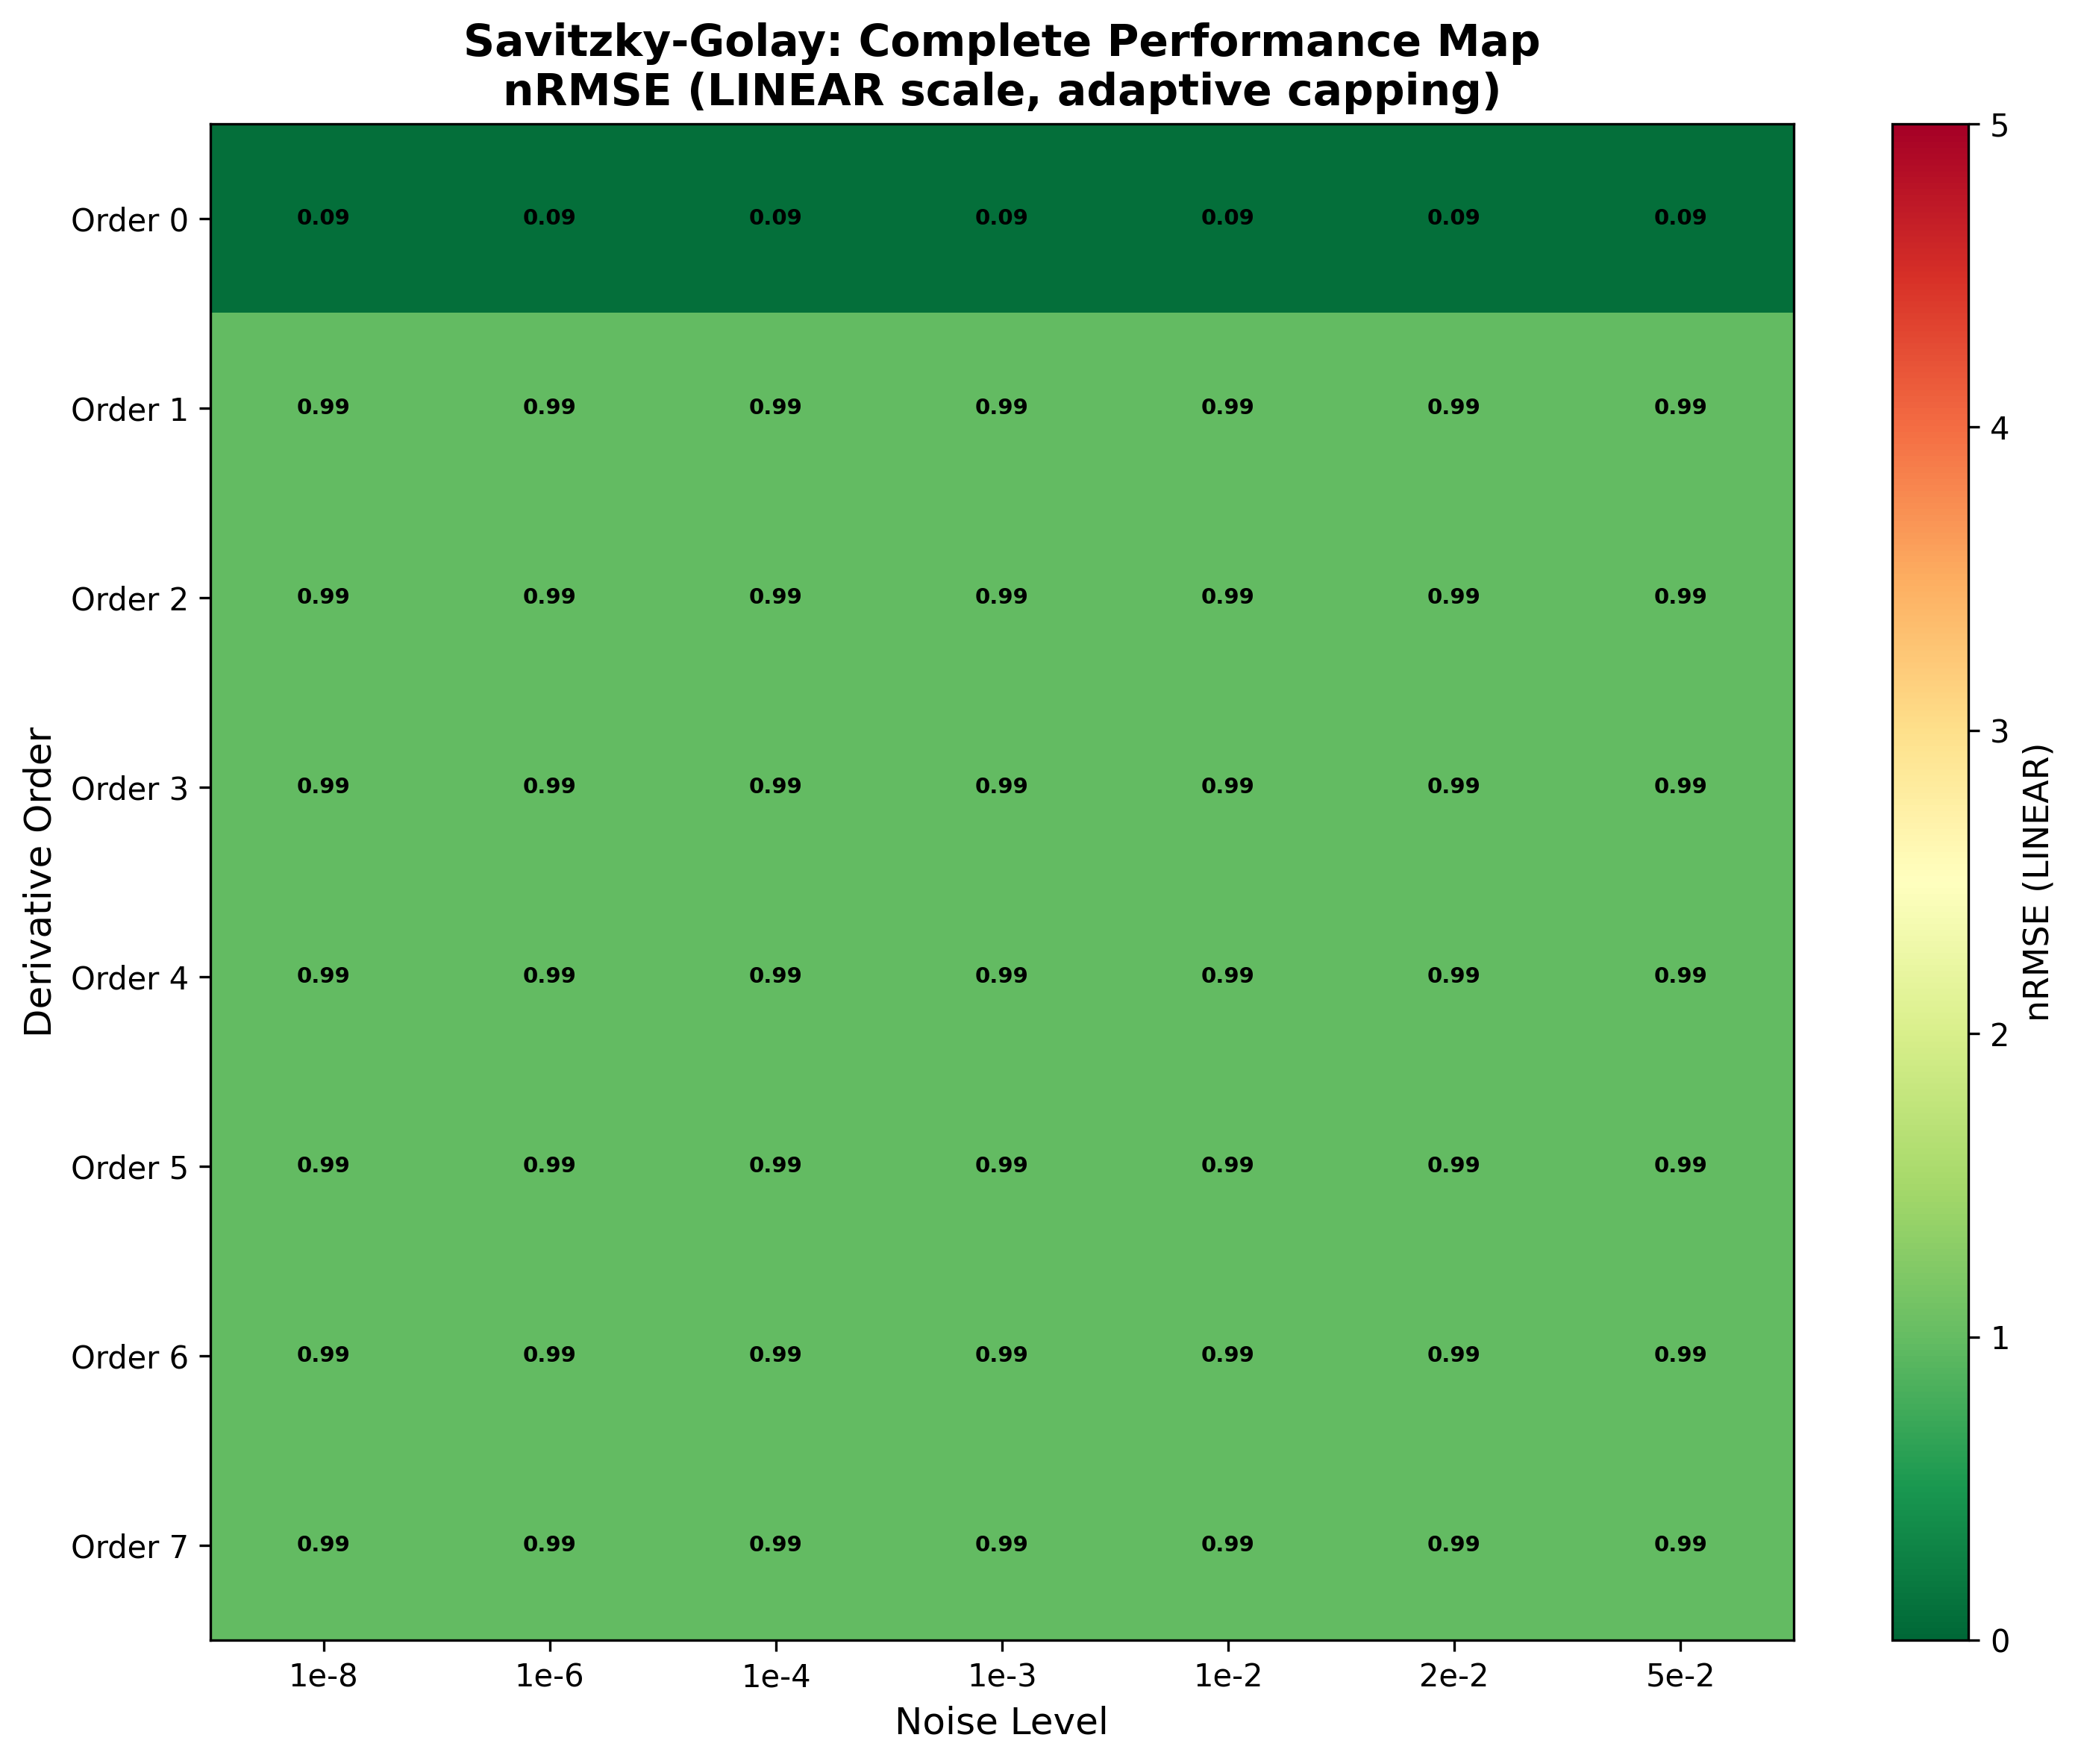 Savitzky-Golay: Complete Performance Map
nRMSE (LINEAR scale, adaptive capping)
Order 0 0.09 0.09 0.09 0.09 0.09 0.09 0.09
Order 1 0.99 0.99 0.99 0.99 0.99 0.99 0.99
Order 2 0.99 0.99 0.99 0.99 0.99 0.99 0.99
Order 3 0.99 0.99 0.99 0.99 0.99 0.99 0.99
Order 4 0.99 0.99 0.99 0.99 0.99 0.99 0.99
Order 5 0.99 0.99 0.99 0.99 0.99 0.99 0.99
Order 6 0.99 0.99 0.99 0.99 0.99 0.99 0.99
Order 7 0.99 0.99 0.99 0.99 0.99 0.99 0.99
1e-8 1e-6 1e-4 1e-3 1e-2 2e-2 5e-2
Noise Level
Derivative Order
5
4
3
2
1
0
nRMSE (LINEAR)